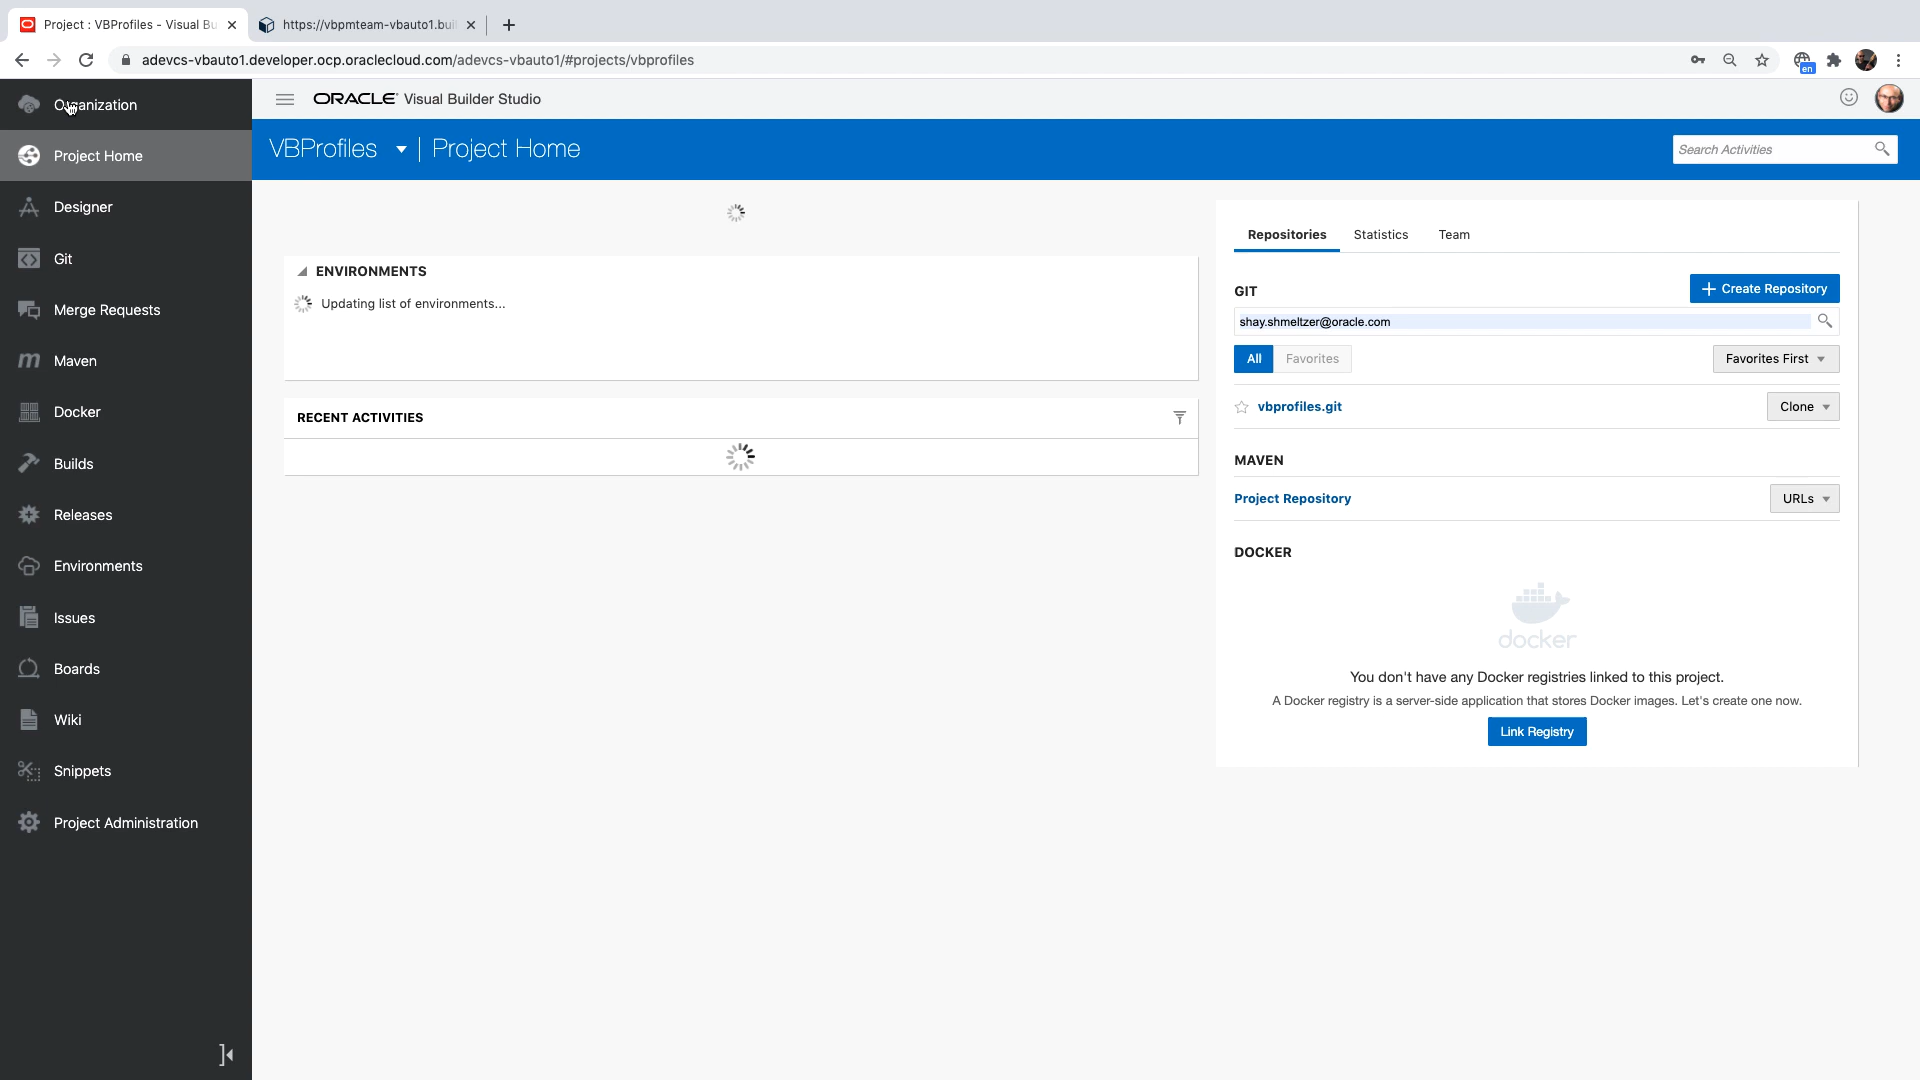 Project : VBProfiles - Visual Bu
https://vbpmteam-vbauto1.buil
adevcs-vbauto1.developer.ocp.oraclecloud.com/adevcs-vbauto1/#projects/vbprofiles
en
Organization
Project Home
Designer
Git
Merge Requests
Maven
Docker
Builds
Releases
Environments
Issues
Boards
Wiki
Snippets
Project Administration
ORACLE Visual Builder Studio
VBProfiles | Project Home
Search Activities
ENVIRONMENTS
Updating list of environments...
RECENT ACTIVITIES
Repositories Statistics Team
GIT
Create Repository
shay.shmeltzer@oracle.com
All Favorites
Favorites First
vbprofiles.git
Clone
MAVEN
Project Repository
URLs
DOCKER
docker
You don't have any Docker registries linked to this project.
A Docker registry is a server-side application that stores Docker images. Let's create one now.
Link Registry